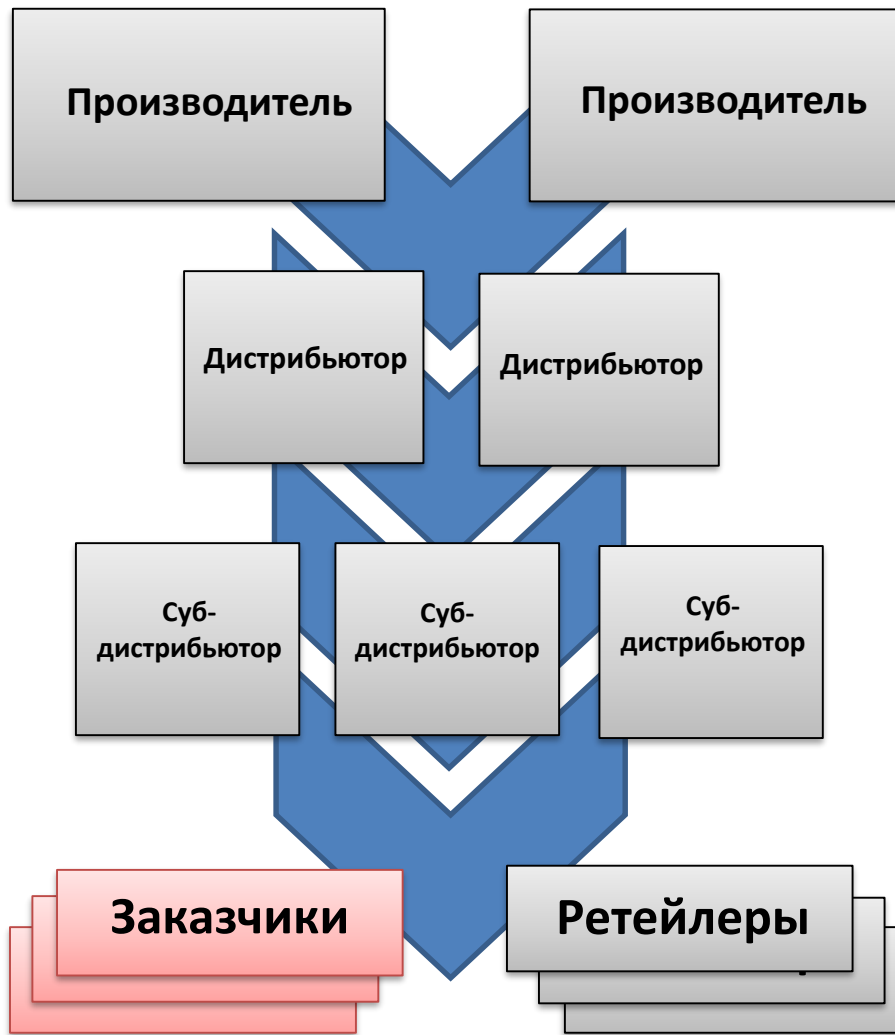 Производитель
Производитель
Дистрибьютор
Дистрибьютор
Суб-
дистрибьютор
Суб-
дистрибьютор
Суб-
дистрибьютор
Заказчики
Ретейлеры